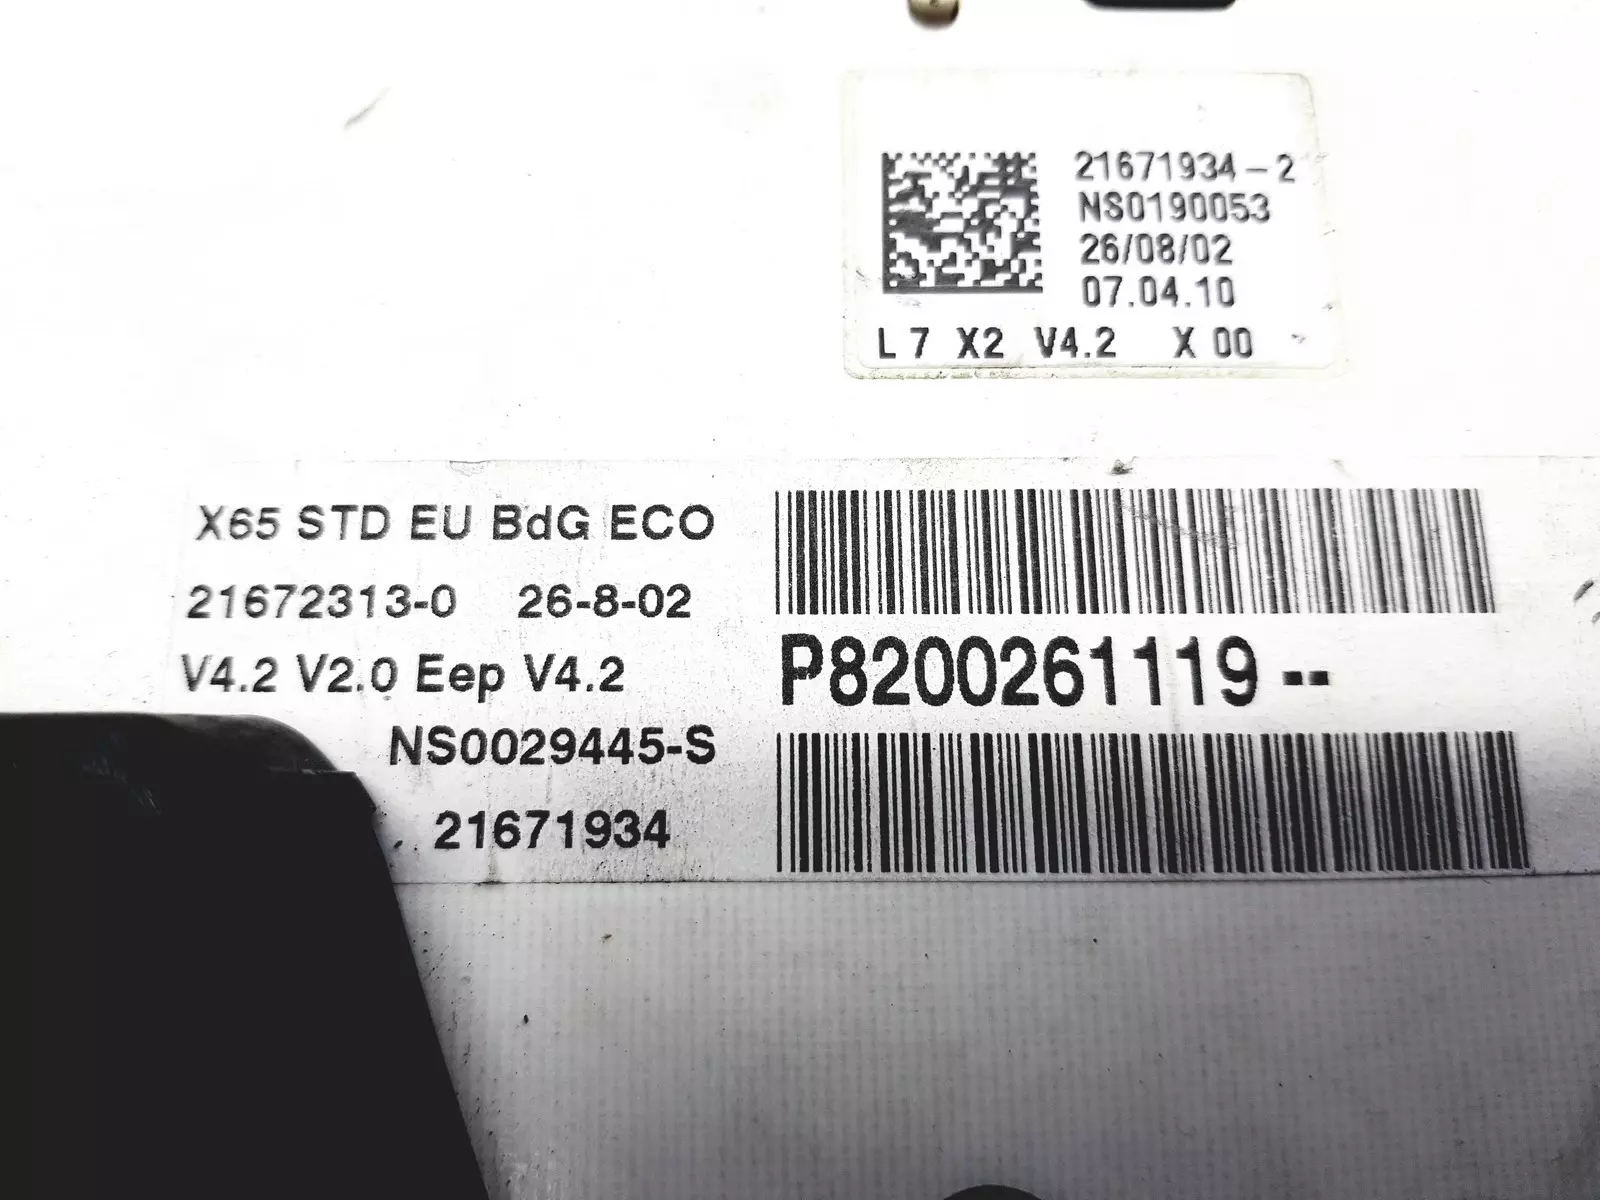 21671934-2
NS0190053
26/08/02
07.04.10
L 7 X2 V4.2 X 00
X65 STD EU BdG ECO
21672313-0 26-8-02
V4.2 V2.0 Eep V4.2
NS0029445-S
21671934
P8200261119--